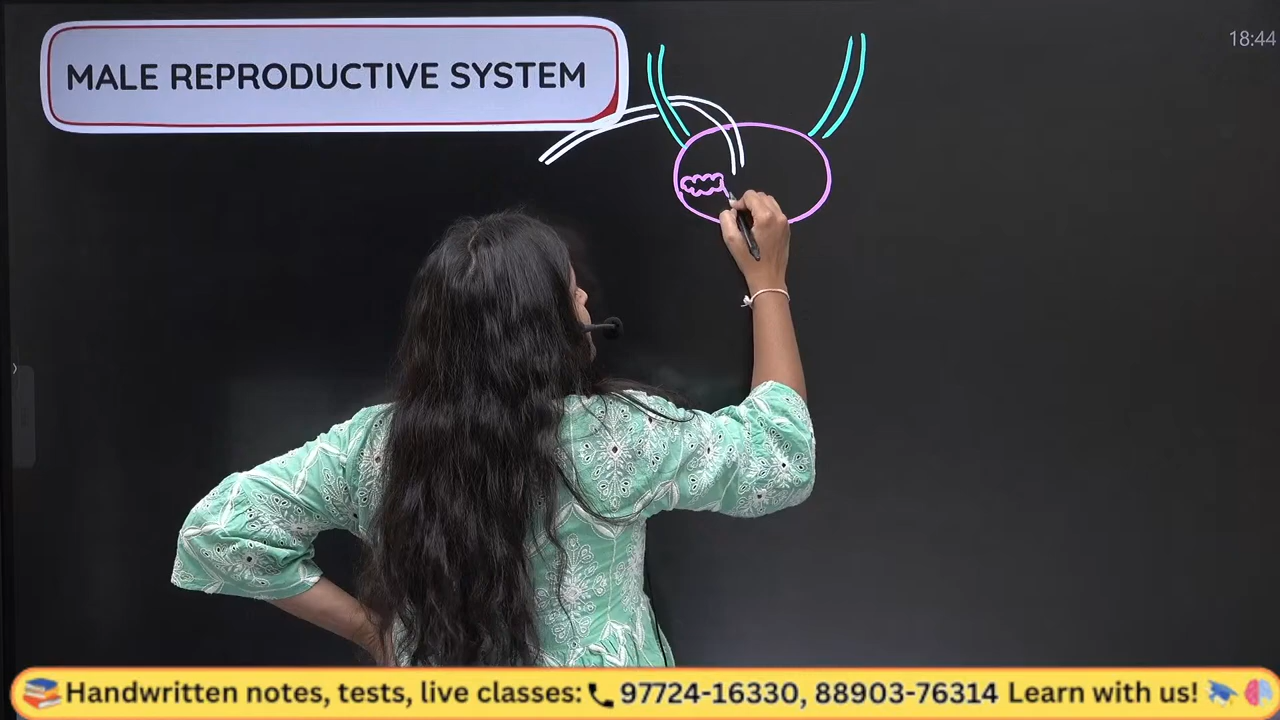 MALE REPRODUCTIVE SYSTEM
18:44
📚Handwritten notes, tests, live classes:📞97724-16330, 88903-76314 Learn with us! 🎓🧠